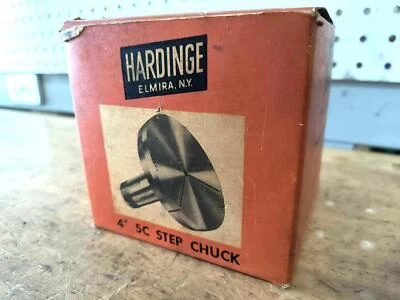 HARDINGE
ELMIRA, N.Y.
4" 5C STEP CHUCK